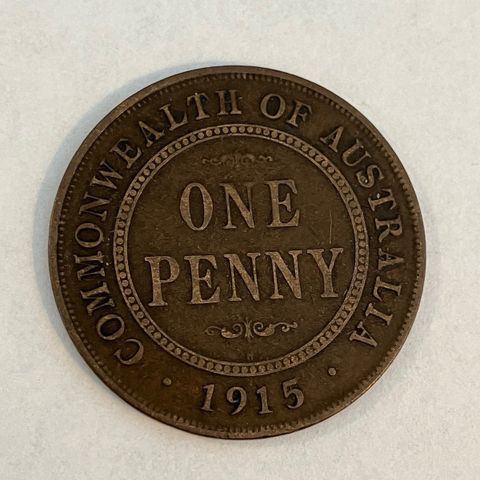 COMMONWEALTH OF AUSTRALIA
ONE
PENNY
· 1915 ·